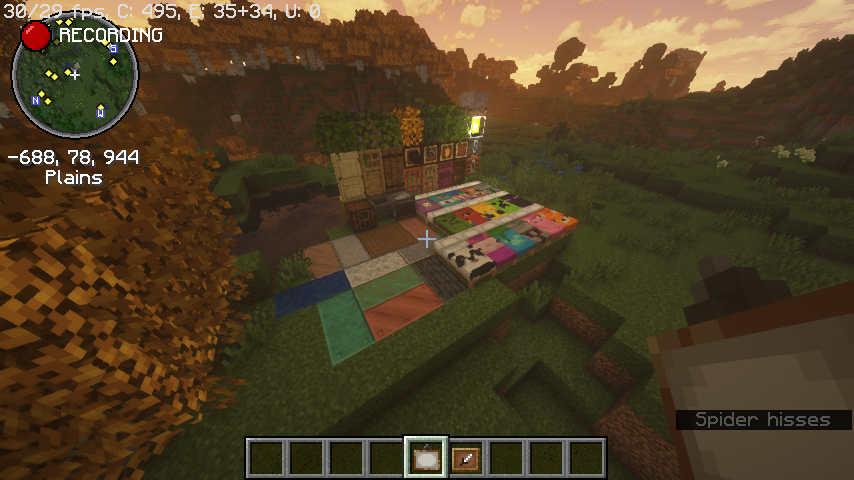 30/29 fps, C: 495, E: 35+34, U: 0
RECORDING
S
N
W
-688, 78, 944
Plains
Spider hisses